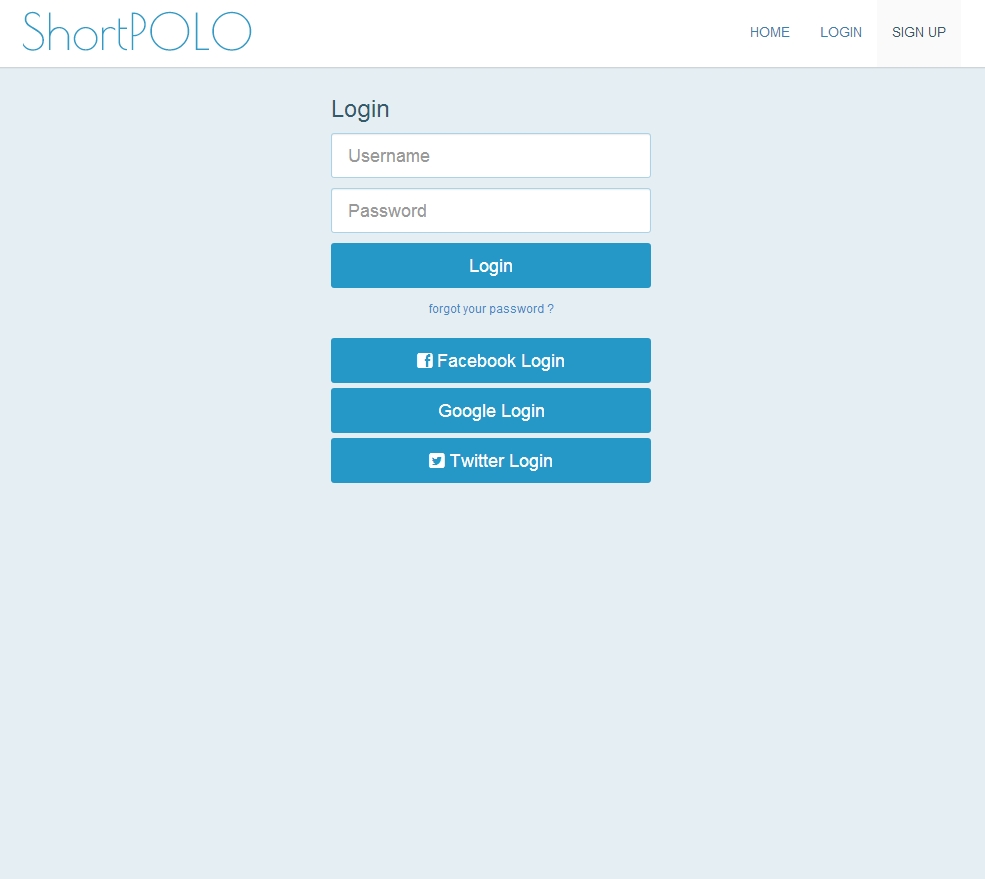 ShortPOLO
HOME LOGIN SIGN UP
Login
Username
Password
Login
forgot your password ?
Facebook Login
Google Login
Twitter Login